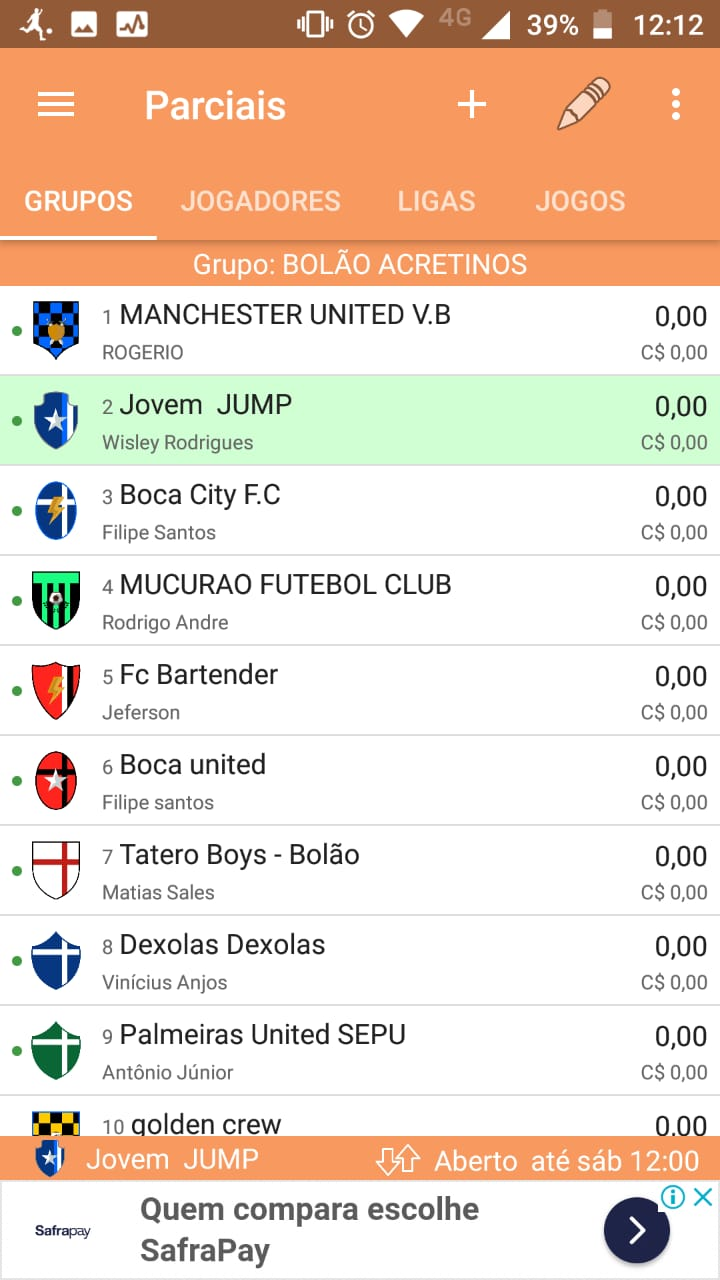 4G 39% 12:12
Parciais
GRUPOS JOGADORES LIGAS JOGOS
Grupo: BOLÃO ACRETINOS
1 MANCHESTER UNITED V.B 0,00
ROGERIO C$ 0,00
2 Jovem  JUMP 0,00
Wisley Rodrigues C$ 0,00
3 Boca City F.C 0,00
Filipe Santos C$ 0,00
4 MUCURAO FUTEBOL CLUB 0,00
Rodrigo Andre C$ 0,00
5 Fc Bartender 0,00
Jeferson C$ 0,00
6 Boca united 0,00
Filipe santos C$ 0,00
7 Tatero Boys - Bolão 0,00
Matias Sales C$ 0,00
8 Dexolas Dexolas 0,00
Vinícius Anjos C$ 0,00
9 Palmeiras United SEPU 0,00
Antônio Júnior C$ 0,00
10 golden crew 0,00
Jovem  JUMP Aberto  até sáb 12:00
Safrapay
Quem compara escolhe
SafraPay